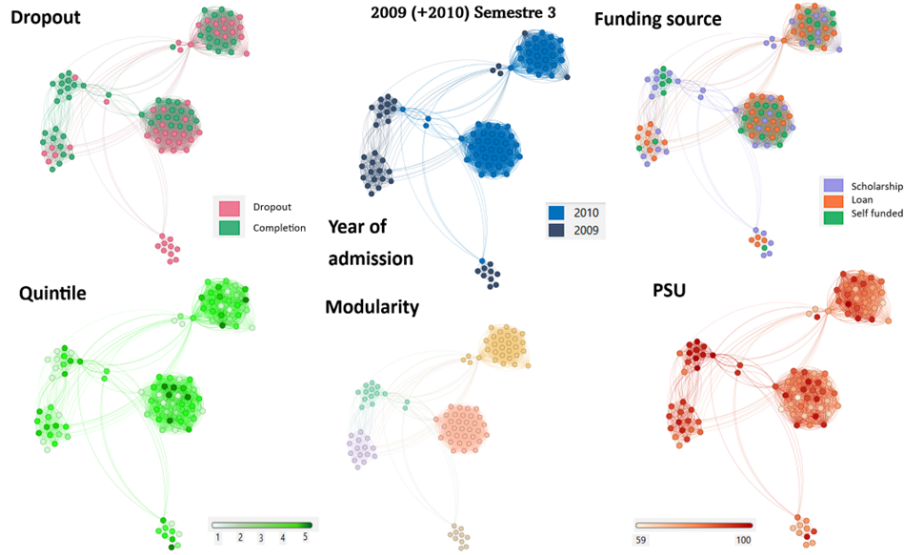 Dropout
2009 (+2010) Semestre 3
Funding source
Dropout
Completion
Year of
admission
2010
2009
Scholarship
Loan
Self funded
Quintile
Modularity
PSU
1 2 3 4 5
59 100